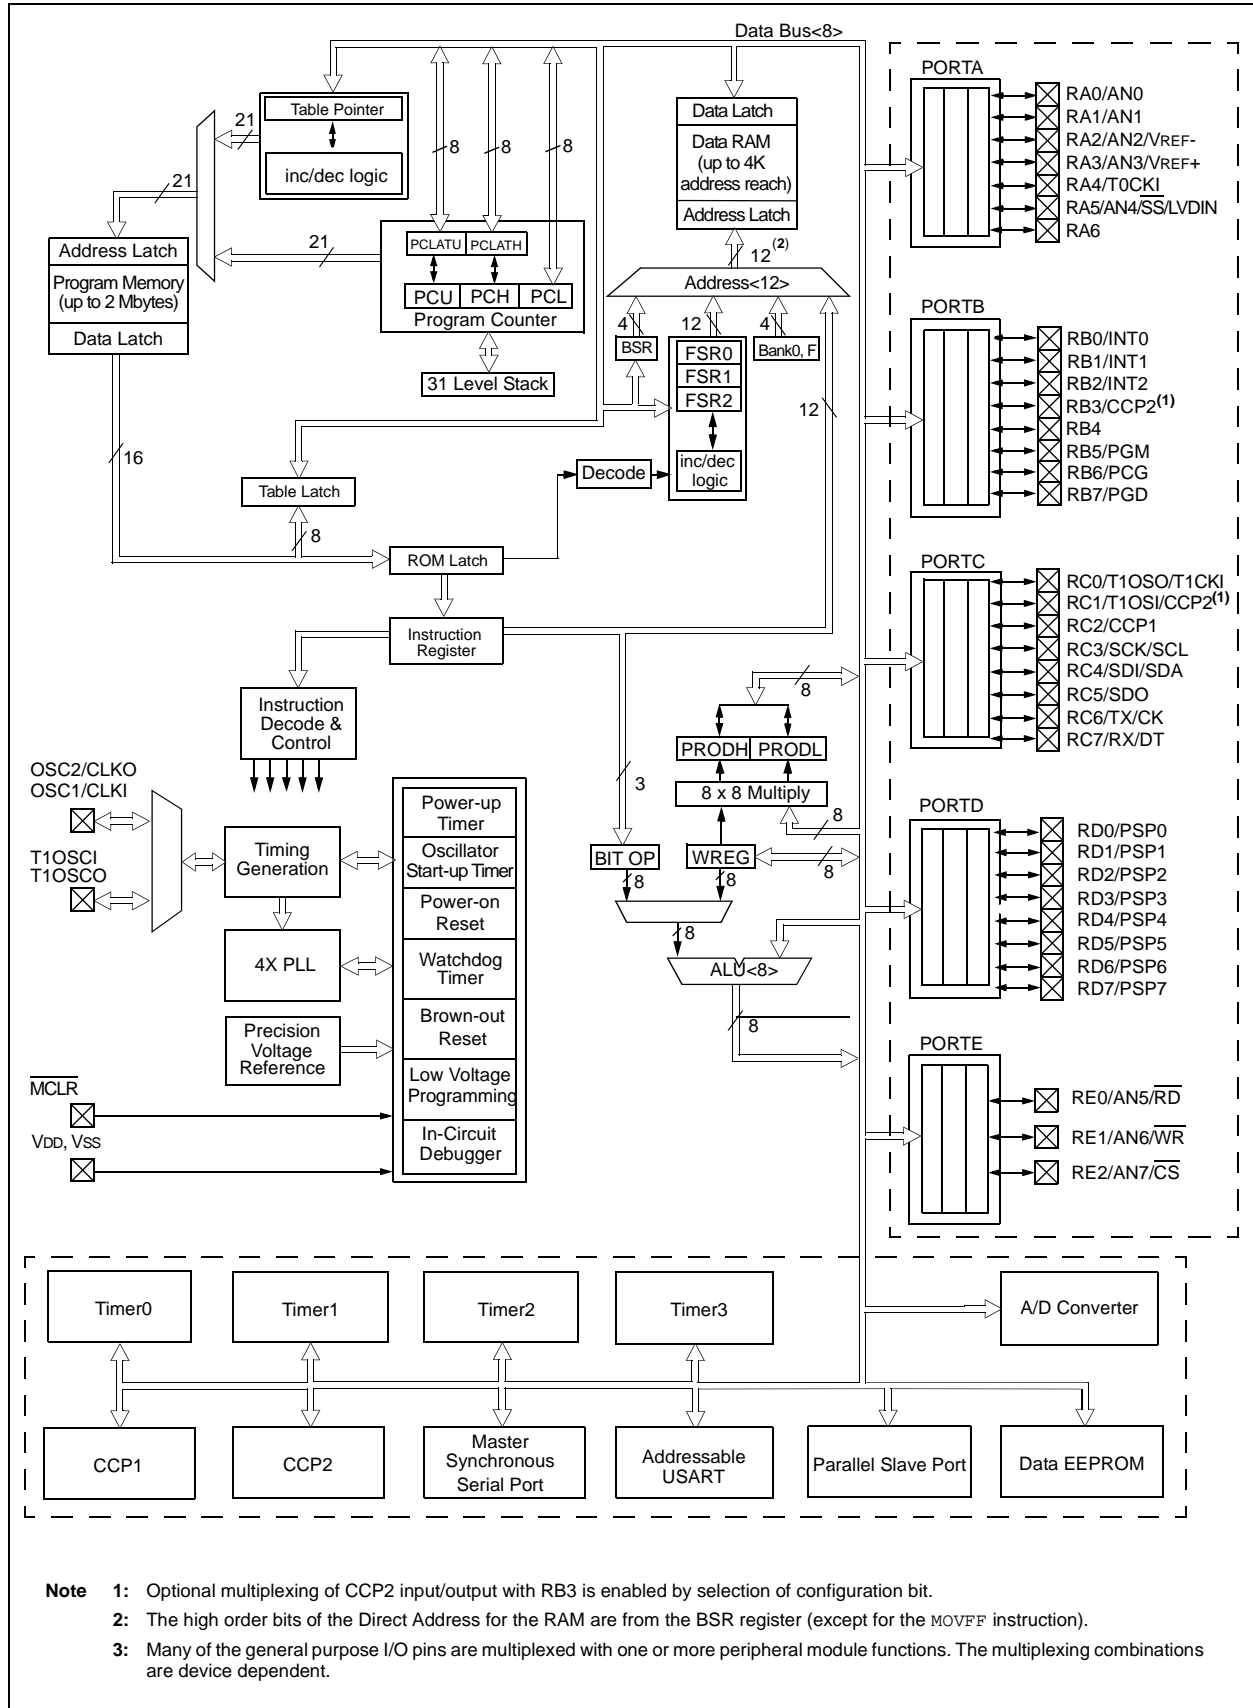 Data Bus<8>
Table Pointer
inc/dec logic
21
21
21
8
8
8
Address Latch
Program Memory
(up to 2 Mbytes)
Data Latch
PCLATU
PCLATH
PCU
PCH
PCL
Program Counter
31 Level Stack
Data Latch
Data RAM
(up to 4K
address reach)
Address Latch
12(2)
Address<12>
4
12
4
BSR
FSR0
FSR1
FSR2
inc/dec
logic
Bank0, F
12
16
Table Latch
8
Decode
ROM Latch
Instruction
Register
Instruction
Decode &
Control
8
PRODH
PRODL
8 x 8 Multiply
3
8
BIT OP
WREG
8
8
8
8
ALU<8>
8
OSC2/CLKO
OSC1/CLKI
T1OSCI
T1OSCO
Timing
Generation
4X PLL
Precision
Voltage
Reference
MCLR
VDD, VSS
Power-up
Timer
Oscillator
Start-up Timer
Power-on
Reset
Watchdog
Timer
Brown-out
Reset
Low Voltage
Programming
In-Circuit
Debugger
PORTA
RA0/AN0
RA1/AN1
RA2/AN2/VREF-
RA3/AN3/VREF+
RA4/T0CKI
RA5/AN4/SS/LVDIN
RA6
PORTB
RB0/INT0
RB1/INT1
RB2/INT2
RB3/CCP2(1)
RB4
RB5/PGM
RB6/PCG
RB7/PGD
PORTC
RC0/T1OSO/T1CKI
RC1/T1OSI/CCP2(1)
RC2/CCP1
RC3/SCK/SCL
RC4/SDI/SDA
RC5/SDO
RC6/TX/CK
RC7/RX/DT
PORTD
RD0/PSP0
RD1/PSP1
RD2/PSP2
RD3/PSP3
RD4/PSP4
RD5/PSP5
RD6/PSP6
RD7/PSP7
PORTE
RE0/AN5/RD
RE1/AN6/WR
RE2/AN7/CS
Timer0
Timer1
Timer2
Timer3
A/D Converter
CCP1
CCP2
Master
Synchronous
Serial Port
Addressable
USART
Parallel Slave Port
Data EEPROM
Note 1: Optional multiplexing of CCP2 input/output with RB3 is enabled by selection of configuration bit.
2: The high order bits of the Direct Address for the RAM are from the BSR register (except for the MOVFF instruction).
3: Many of the general purpose I/O pins are multiplexed with one or more peripheral module functions. The multiplexing combinations
are device dependent.